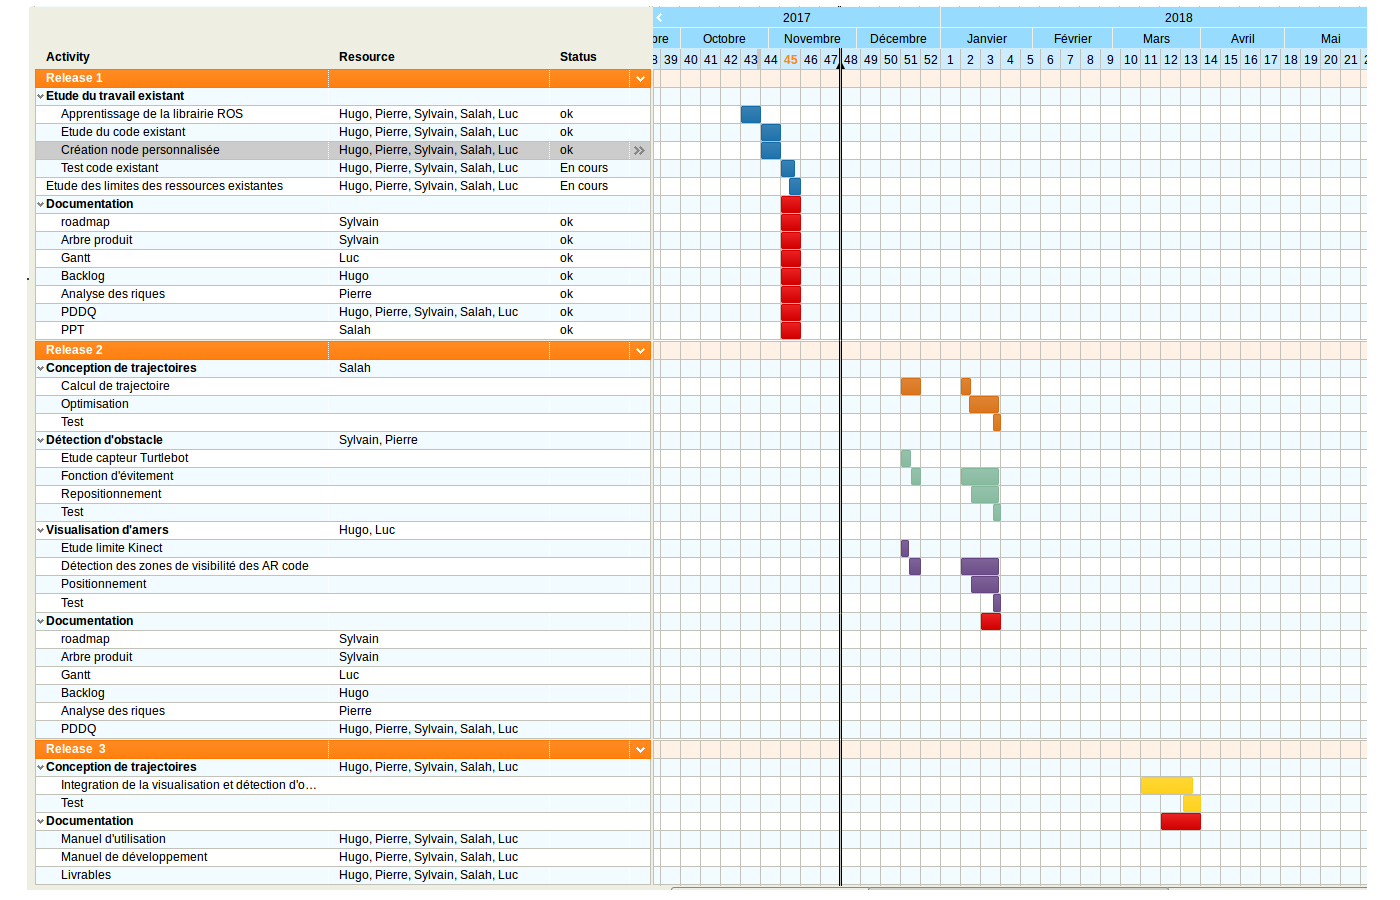 2017 2018
bre Octobre Novembre Décembre Janvier Février Mars Avril Mai
Activity Resource Status
39 40 41 42 43 44 45 46 47 48 49 50 51 52 1 2 3 4 5 6 7 8 9 10 11 12 13 14 15 16 17 18 19 20 21
Release 1
Etude du travail existant
Apprentissage de la librairie ROS Hugo, Pierre, Sylvain, Salah, Luc ok
Etude du code existant Hugo, Pierre, Sylvain, Salah, Luc ok
Création node personnalisée Hugo, Pierre, Sylvain, Salah, Luc ok
Test code existant Hugo, Pierre, Sylvain, Salah, Luc En cours
Etude des limites des ressources existantes Hugo, Pierre, Sylvain, Salah, Luc En cours
Documentation
roadmap Sylvain ok
Arbre produit Sylvain ok
Gantt Luc ok
Backlog Hugo ok
Analyse des riques Pierre ok
PDDQ Hugo, Pierre, Sylvain, Salah, Luc ok
PPT Salah ok
Release 2
Conception de trajectoires Salah
Calcul de trajectoire
Optimisation
Test
Détection d'obstacle Sylvain, Pierre
Etude capteur Turtlebot
Fonction d'évitement
Repositionnement
Test
Visualisation d'amers Hugo, Luc
Etude limite Kinect
Détection des zones de visibilité des AR code
Positionnement
Test
Documentation
roadmap Sylvain
Arbre produit Sylvain
Gantt Luc
Backlog Hugo
Analyse des riques Pierre
PDDQ Hugo, Pierre, Sylvain, Salah, Luc
Release 3
Conception de trajectoires Hugo, Pierre, Sylvain, Salah, Luc
Integration de la visualisation et détection d'o...
Test
Documentation
Manuel d'utilisation Hugo, Pierre, Sylvain, Salah, Luc
Manuel de développement Hugo, Pierre, Sylvain, Salah, Luc
Livrables Hugo, Pierre, Sylvain, Salah, Luc